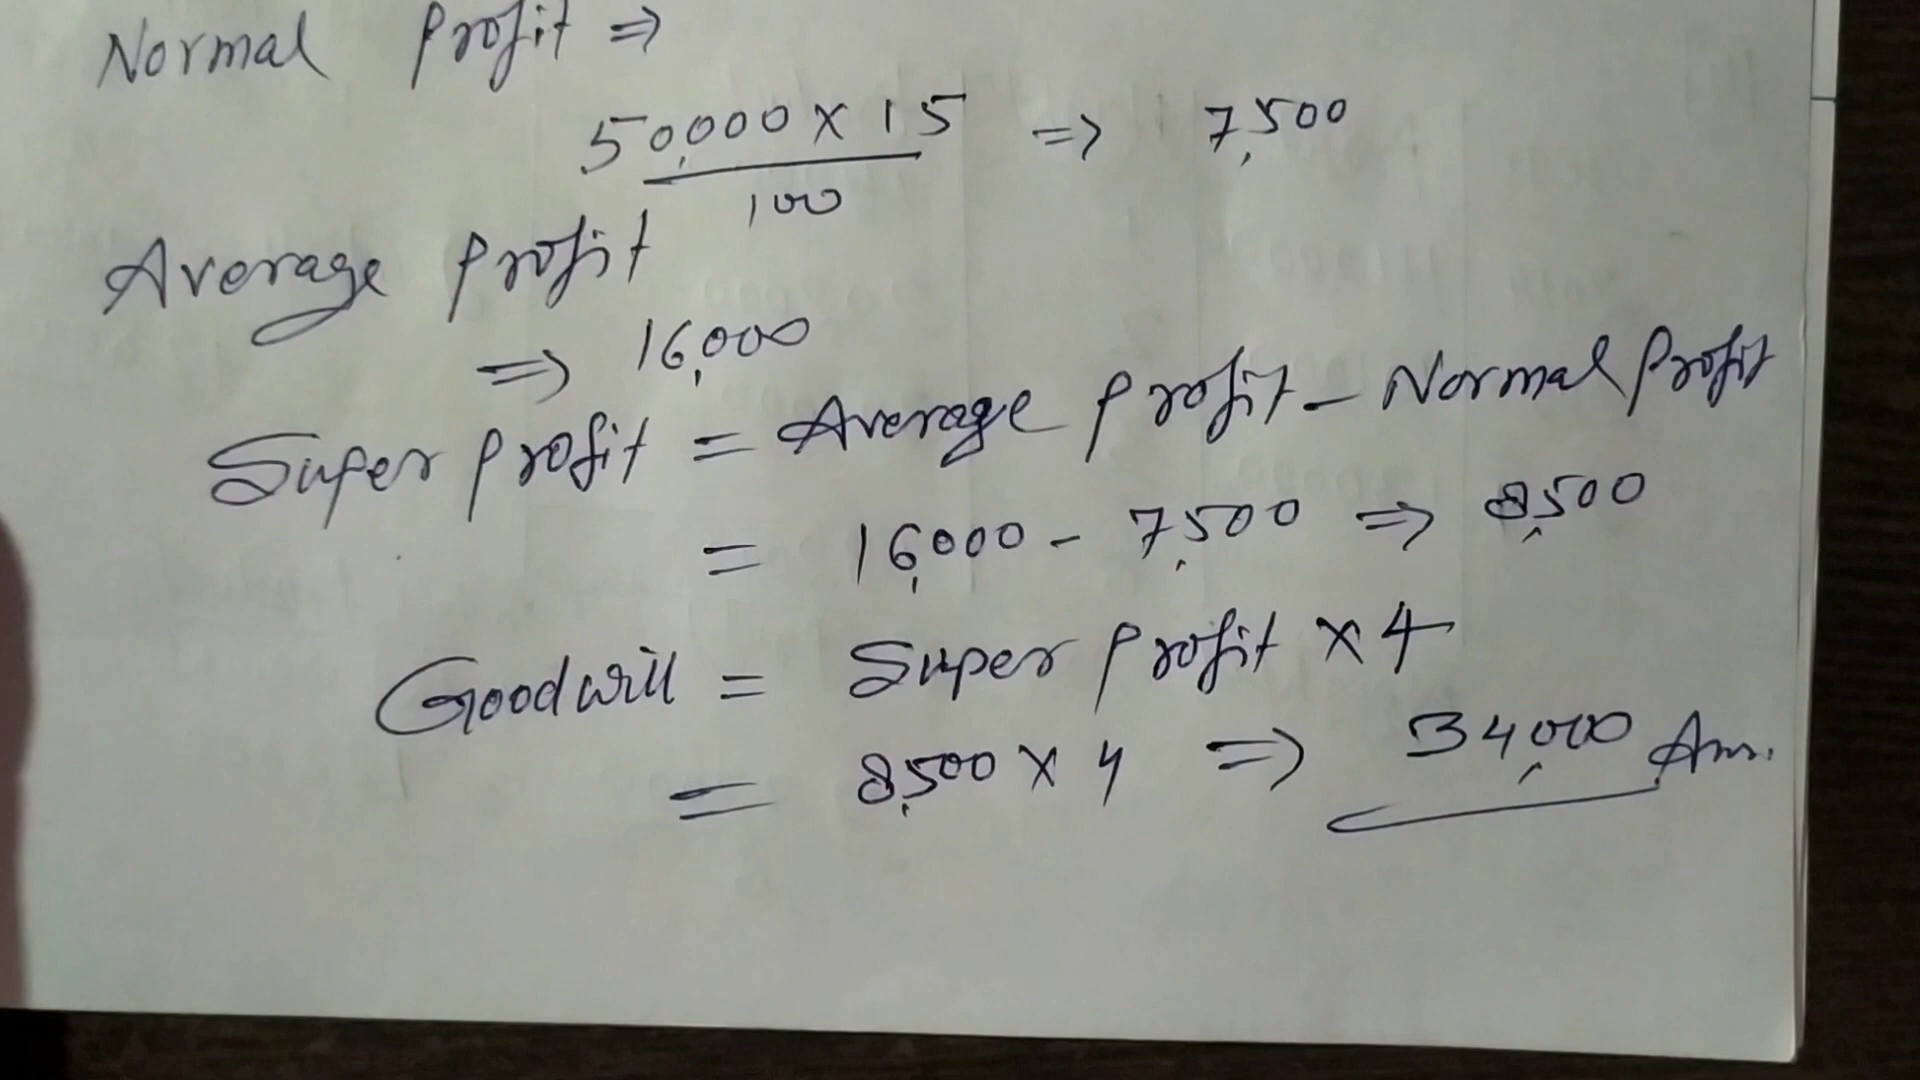 Normal Profit ⇒
50,000 × 15 ⇒ 7,500
100
Average Profit
⇒ 16,000
Super Profit = Average Profit - Normal Profit
= 16,000 - 7,500 ⇒ 8,500
Goodwill = Super Profit × 4
= 8,500 × 4 ⇒ 34,000 Ans.